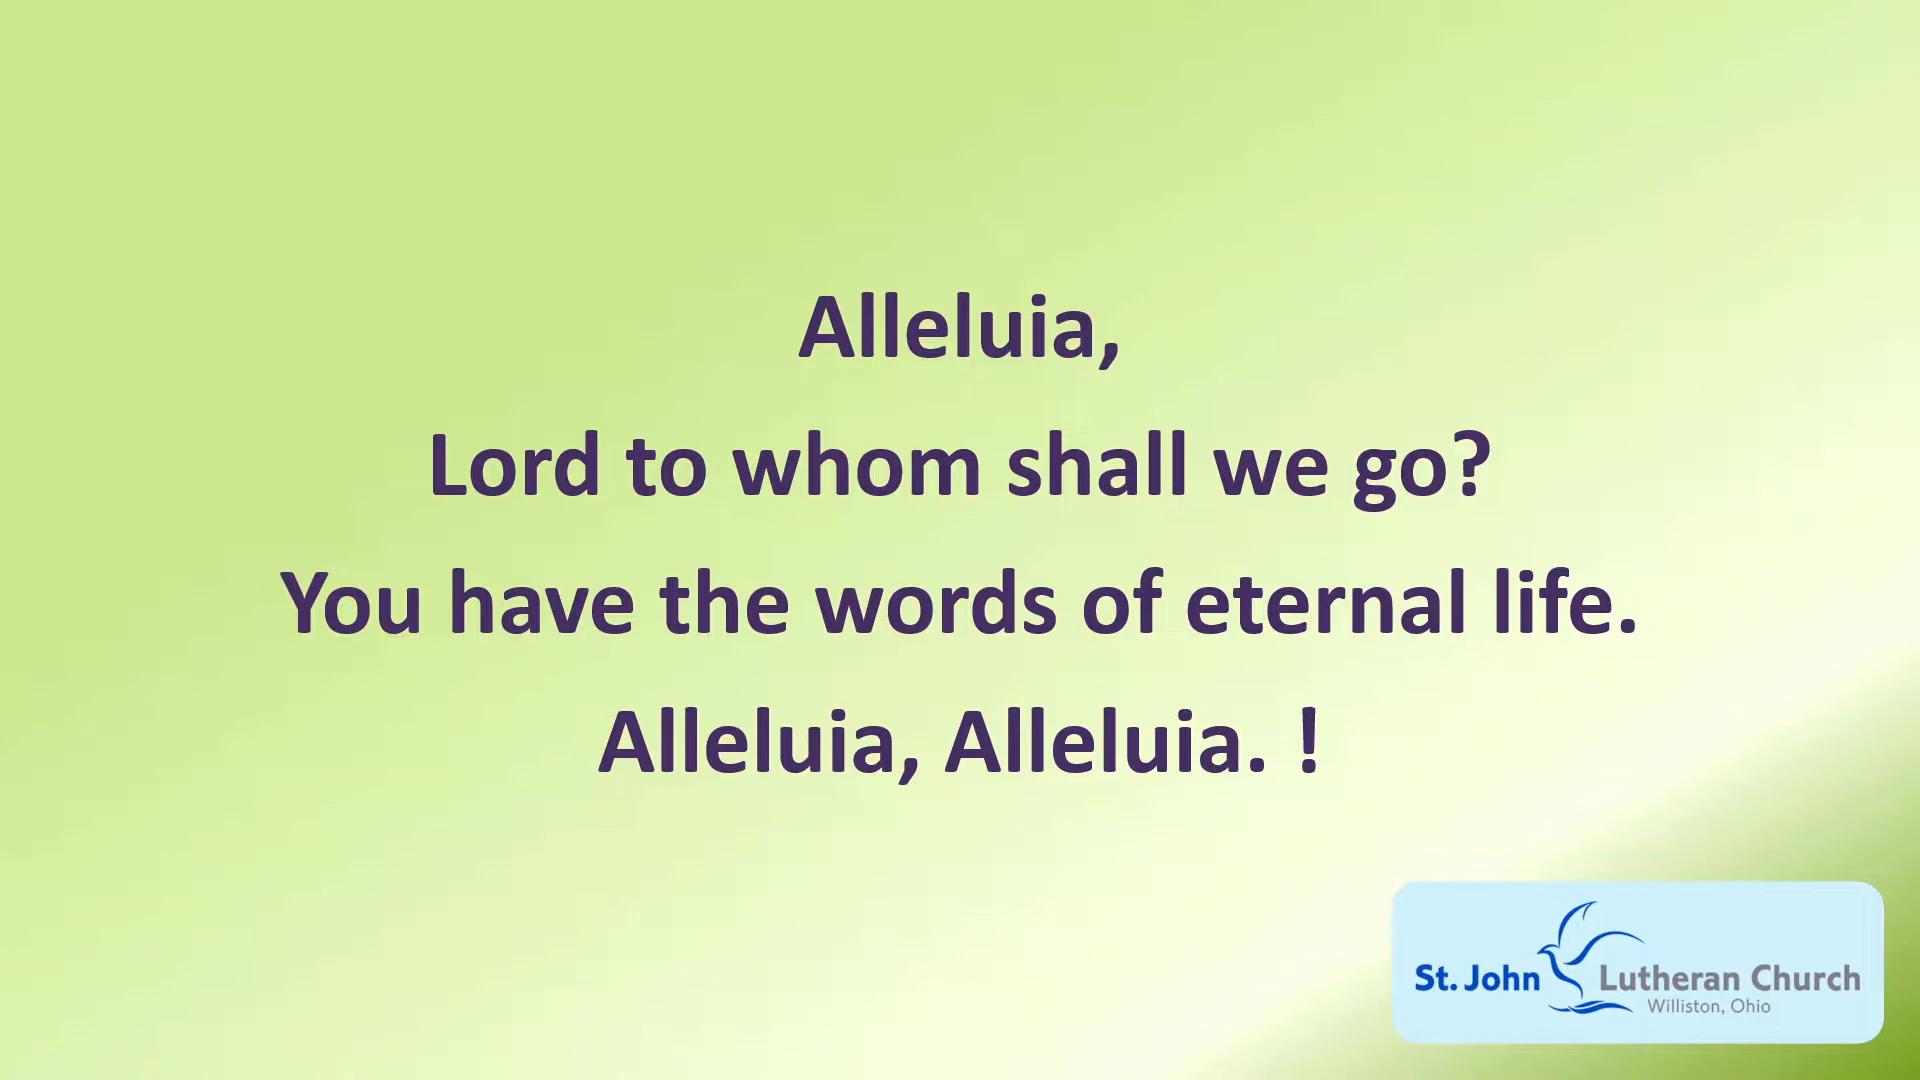 Alleluia,
Lord to whom shall we go?
You have the words of eternal life.
Alleluia, Alleluia. !
St. John Lutheran Church
Williston, Ohio